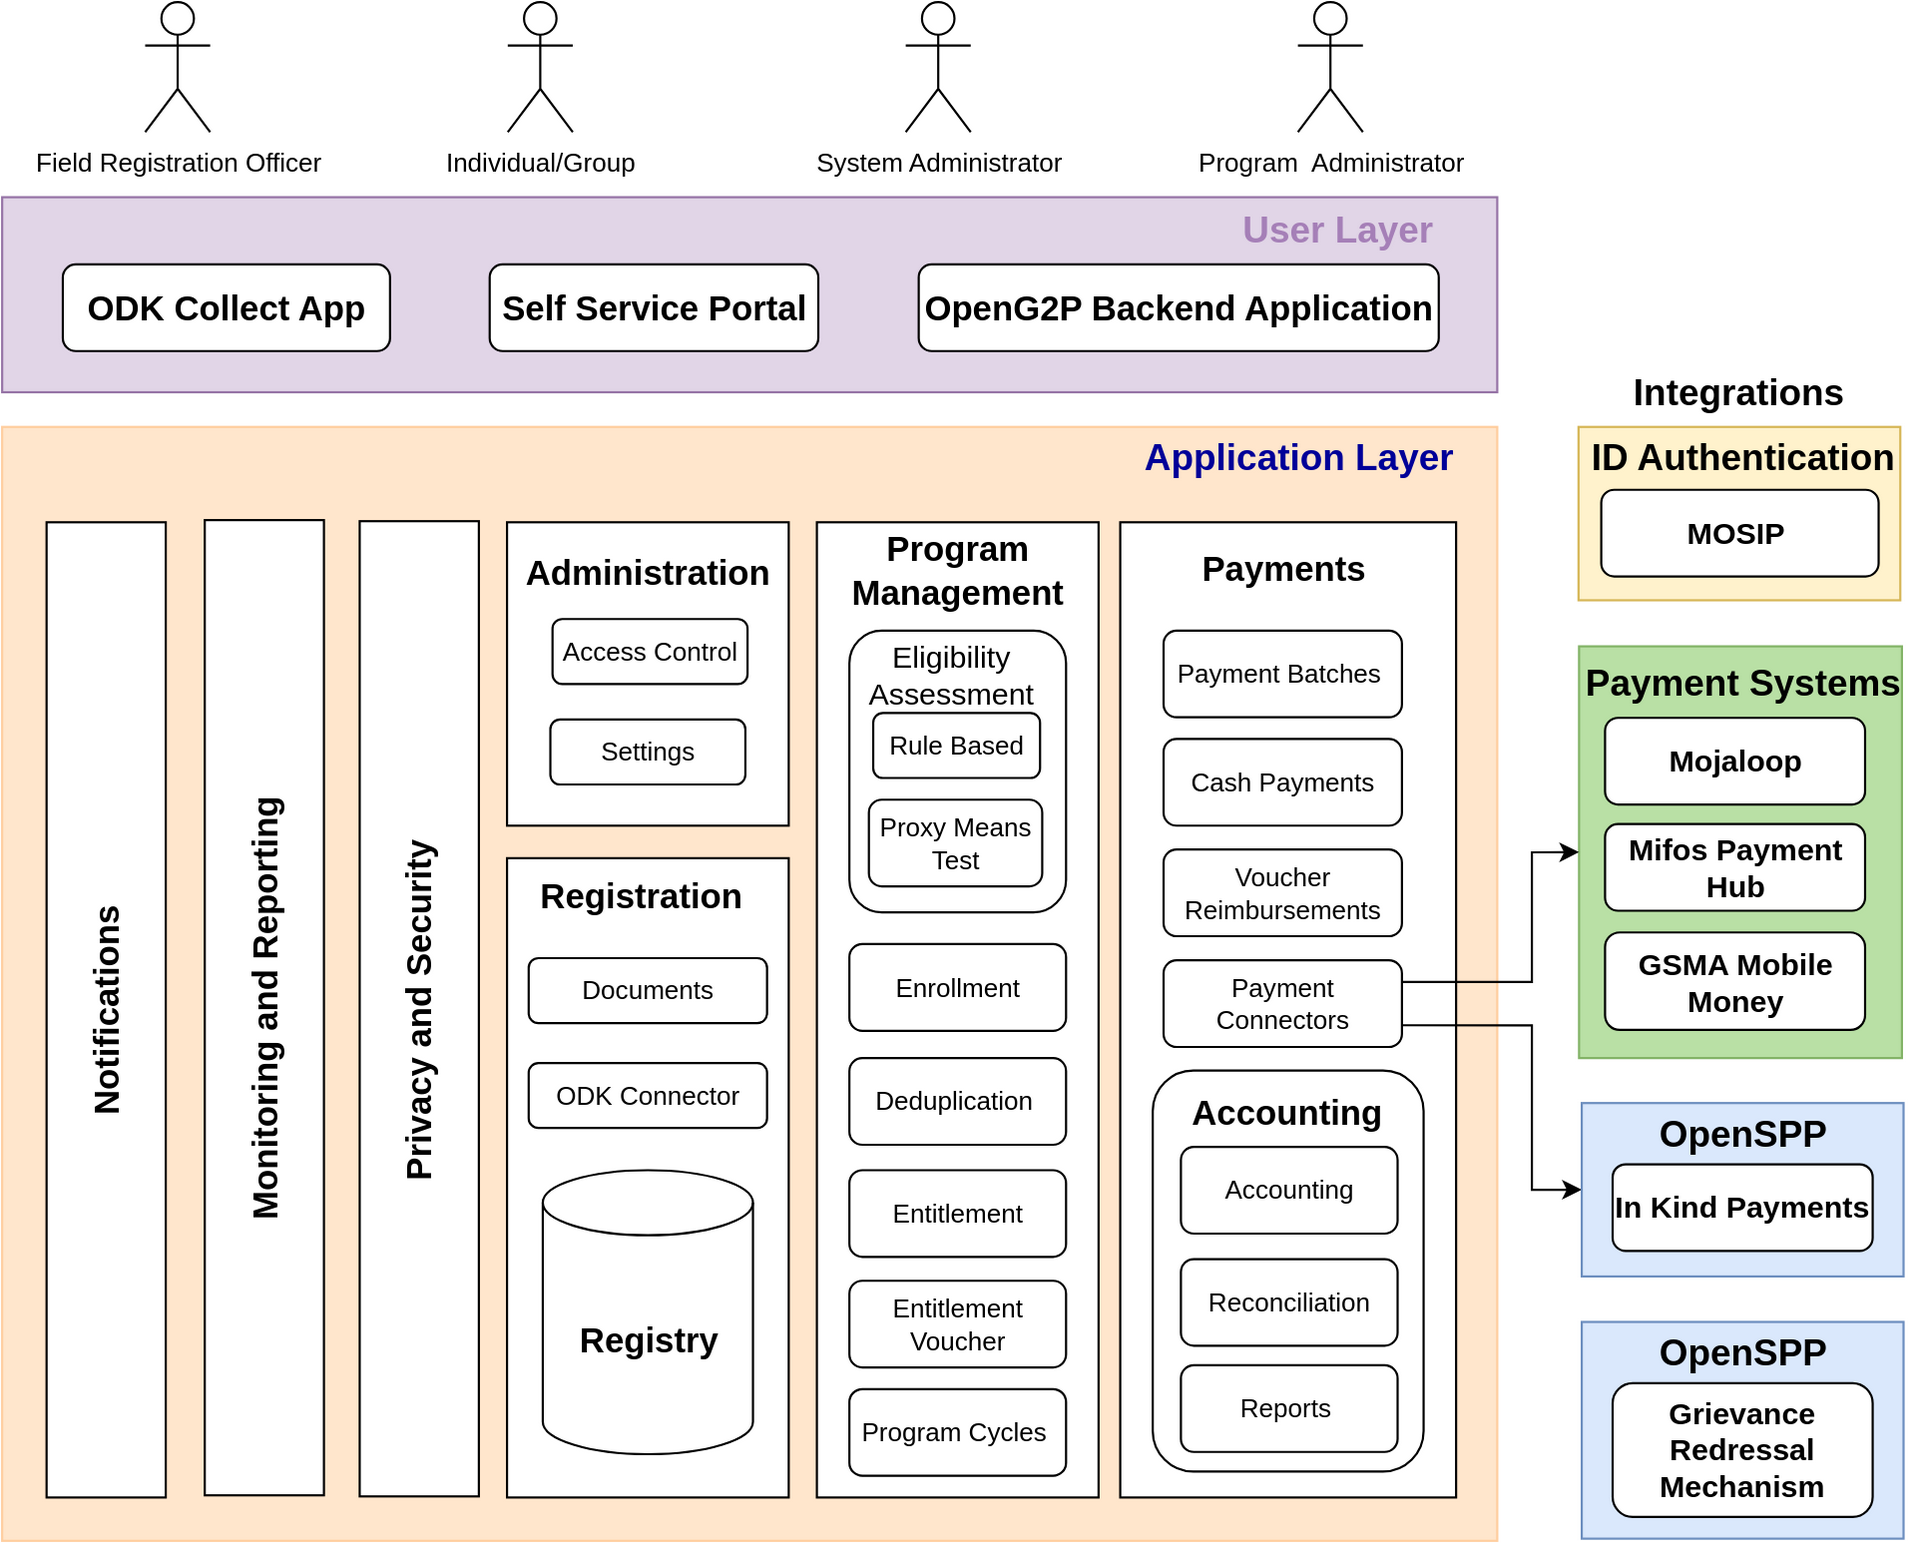 Field Registration Officer
Individual/Group
System Administrator
Program  Administrator
User Layer
ODK Collect App
Self Service Portal
OpenG2P Backend Application
Application Layer
Notifications
Monitoring and Reporting
Privacy and Security
Administration
Access Control
Settings
Registration
Documents
ODK Connector
Registry
Program
Management
Eligibility
Assessment
Rule Based
Proxy Means
Test
Enrollment
Deduplication
Entitlement
Entitlement
Voucher
Program Cycles
Payments
Payment Batches
Cash Payments
Voucher
Reimbursements
Payment
Connectors
Accounting
Accounting
Reconciliation
Reports
Integrations
ID Authentication
MOSIP
Payment Systems
Mojaloop
Mifos Payment
Hub
GSMA Mobile
Money
OpenSPP
In Kind Payments
OpenSPP
Grievance
Redressal
Mechanism